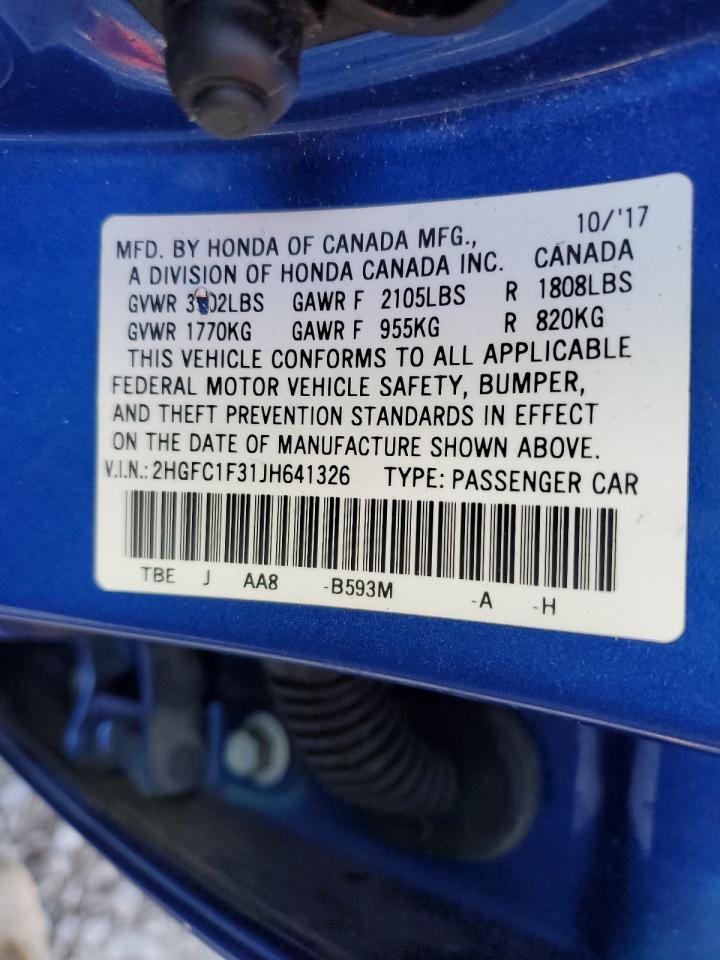 10/'17
MFD. BY HONDA OF CANADA MFG.,
A DIVISION OF HONDA CANADA INC. CANADA
GVWR GAWR F 2105LBS R 1808LBS
GVWR 1770KG GAWR F 955KG R 820KG
THIS VEHICLE CONFORMS TO ALL APPLICABLE
FEDERAL MOTOR VEHICLE SAFETY, BUMPER,
AND THEFT PREVENTION STANDARDS IN EFFECT
ON THE DATE OF MANUFACTURE SHOWN ABOVE.
V.I.N.: 2HGFC1F31JH641326 TYPE: PASSENGER CAR
TBE J AA8 -B593M -A -H